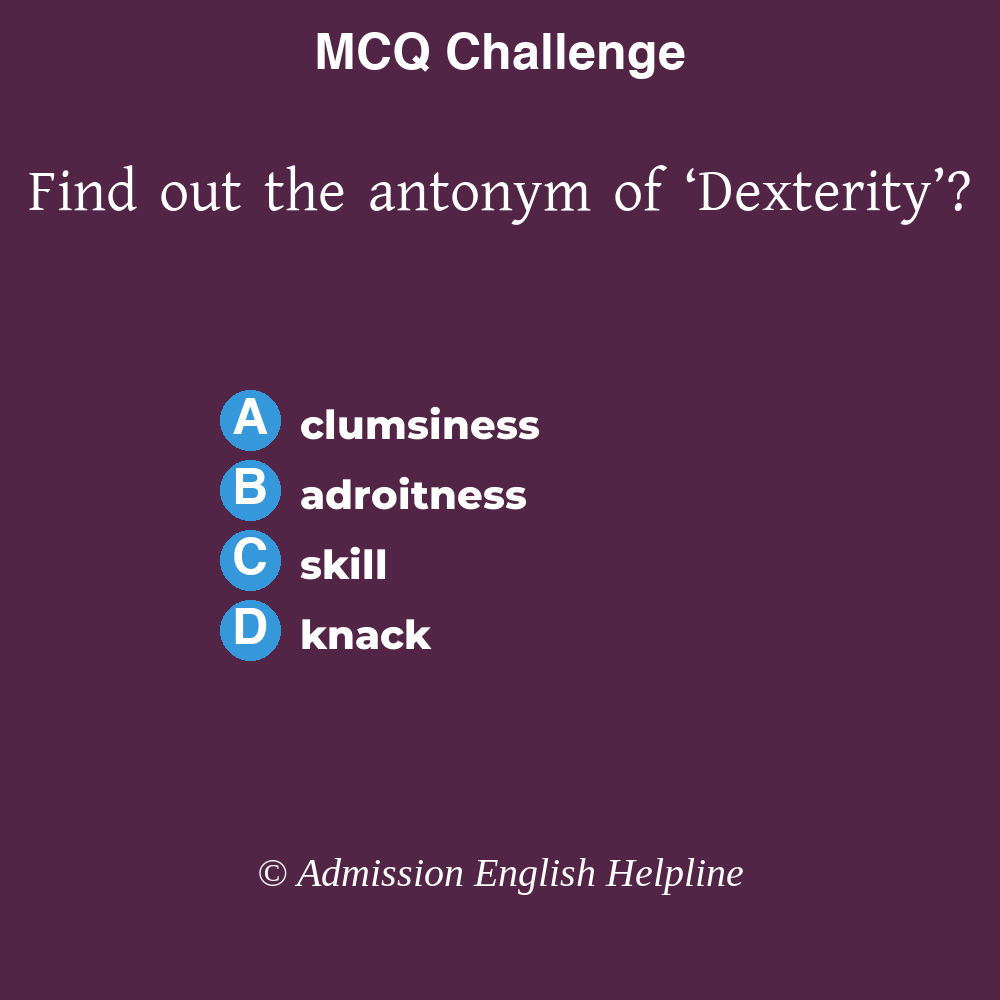 MCQ Challenge
Find out the antonym of ‘Dexterity’?
A clumsiness
B adroitness
C skill
D knack
© Admission English Helpline